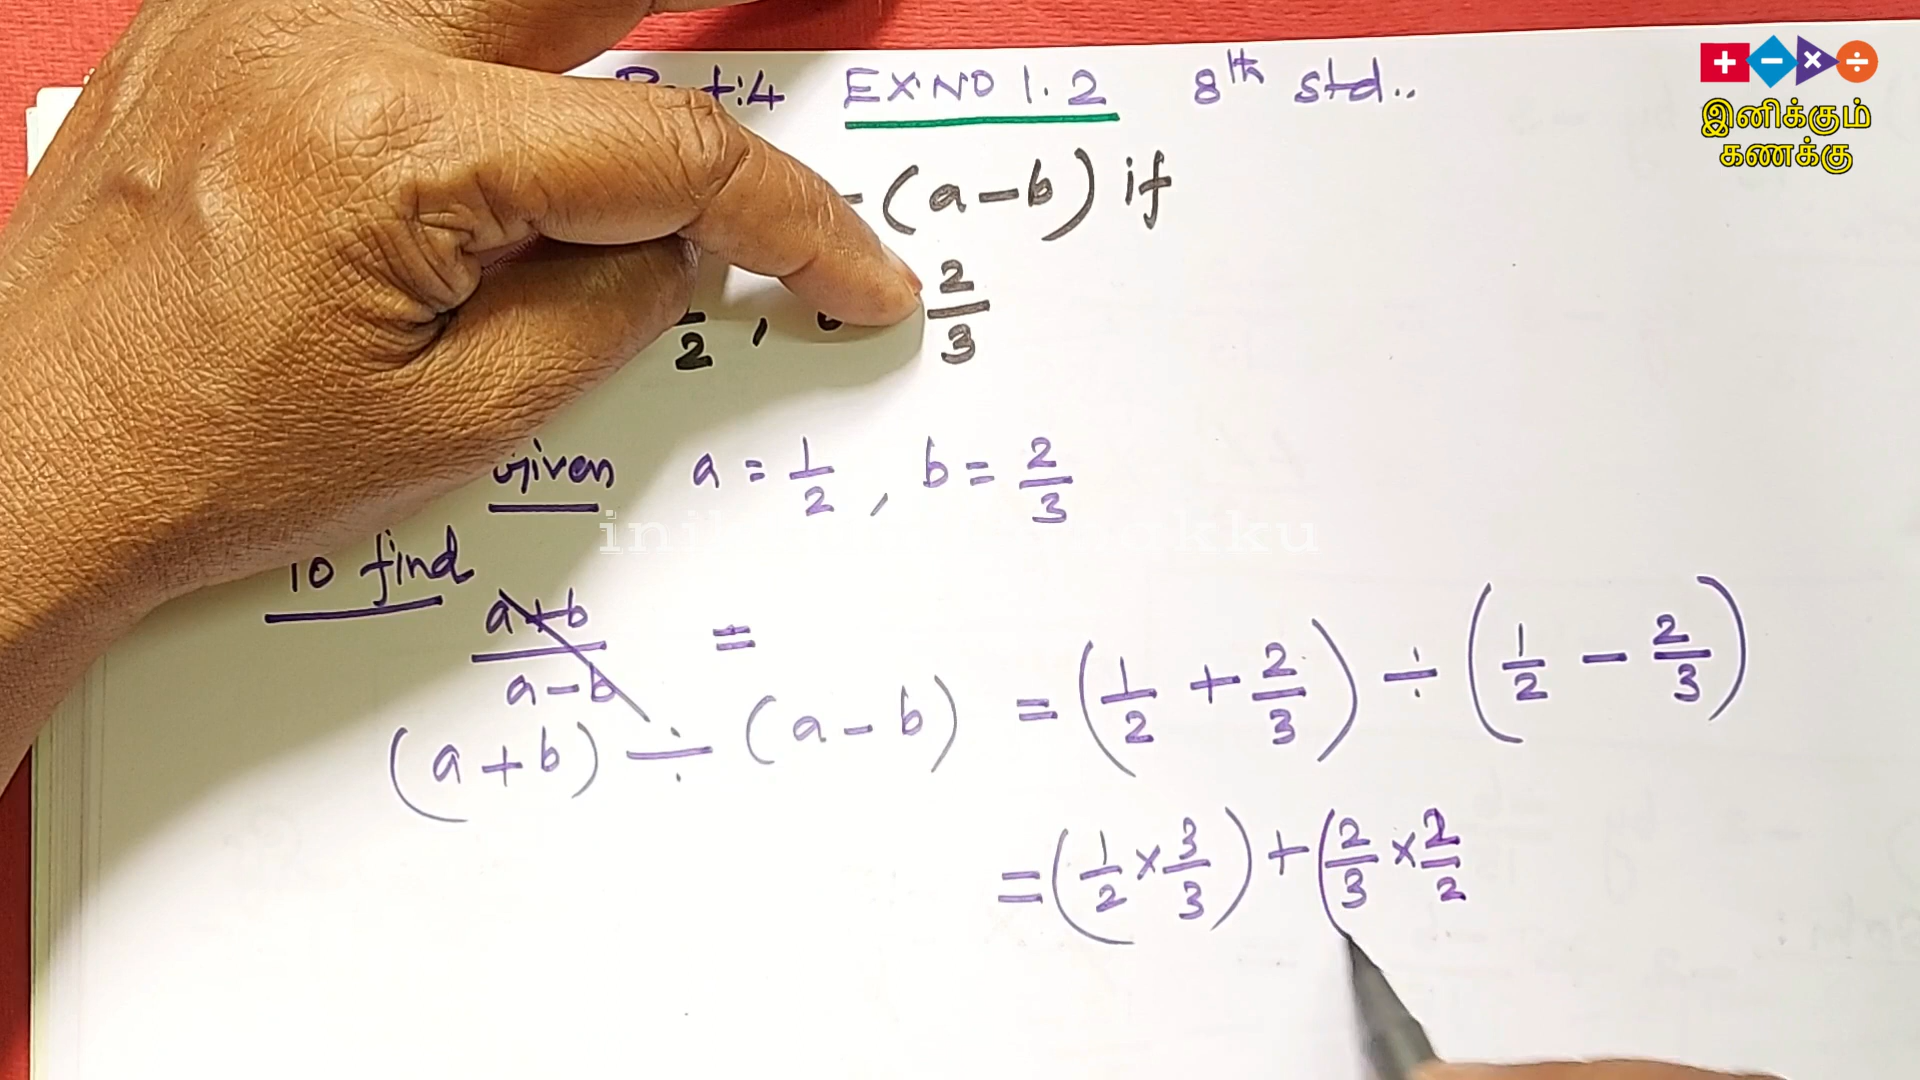 EX.NO 1.2 8th std..
இனிக்கும்
கணக்கு
(a-b) if
2 , 2/3
Given a = 1/2 , b = 2/3
To find
a+b/a-b =
(a+b) ÷ (a-b) = (1/2 + 2/3) ÷ (1/2 - 2/3)
= (1/2 × 3/3) + (2/3 × 2/2